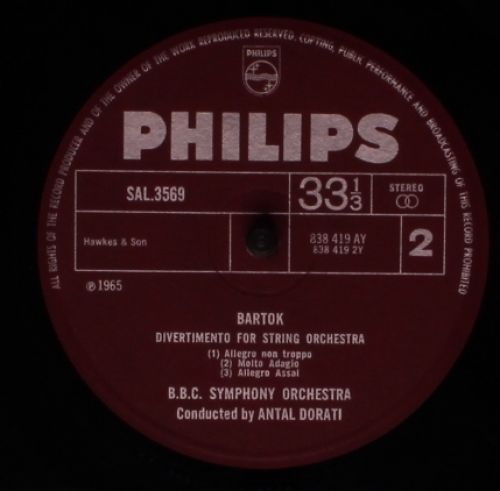 ALL RIGHTS OF THE RECORD PRODUCER AND OF THE OWNER OF THE WORK REPRODUCED RESERVED. COPYING, PUBLIC PERFORMANCE AND BROADCASTING OF THIS RECORD PROHIBITED
PHILIPS
PHILIPS
SAL.3569
33 1/3
STEREO
Hawkes & Son
838 419 AY
838 419 2Y
2
℗ 1965
BARTOK
DIVERTIMENTO FOR STRING ORCHESTRA
(1) Allegro non troppo
(2) Molto Adagio
(3) Allegro Assai
B.B.C. SYMPHONY ORCHESTRA
Conducted by ANTAL DORATI